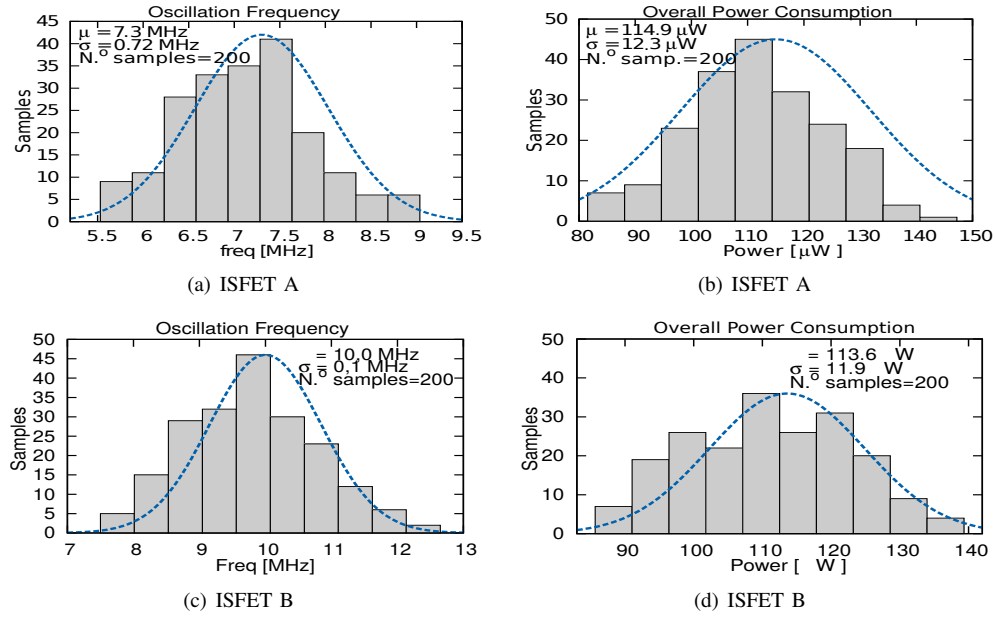 Oscillation Frequency
μ = 7.3 MHz
σ = 0.72 MHz
N.º samples=200
Samples
45
40
35
30
25
20
15
10
5
0
5.5 6 6.5 7 7.5 8 8.5 9 9.5
freq [MHz]
(a) ISFET A
Overall Power Consumption
μ = 114.9 μW
σ = 12.3 μW
N.º samp.=200
Samples
50
40
30
20
10
0
80 90 100 110 120 130 140 150
Power [μW ]
(b) ISFET A
Oscillation Frequency
= 10,0 MHz
σ = 0,1 MHz
N.º samples=200
Samples
50
45
40
35
30
25
20
15
10
5
0
7 8 9 10 11 12 13
Freq [MHz]
(c) ISFET B
Overall Power Consumption
= 113.6 W
σ = 11.9 W
N.º samples=200
Samples
50
40
30
20
10
0
90 100 110 120 130 140
Power [ W]
(d) ISFET B